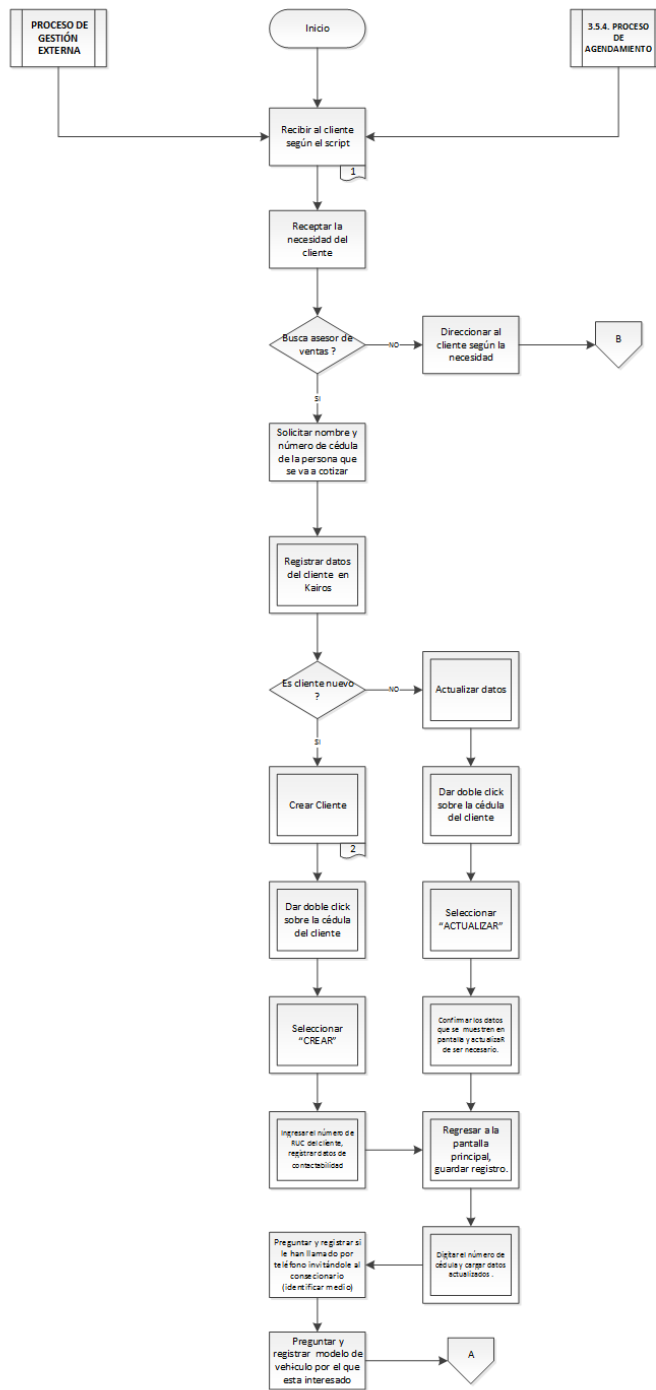 PROCESO DE
GESTIÓN
EXTERNA
Inicio
3.5.4. PROCESO
DE
AGENDAMIENTO
Recibir al cliente
según el script
1
Receptar la
necesidad del
cliente
Busca asesor de
ventas ?
NO
Direccionar al
cliente según la
necesidad
B
SI
Solicitar nombre y
número de cédula
de la persona que
se va a cotizar
Registrar datos
del cliente en
Kairos
Es cliente nuevo
?
NO
Actualizar datos
SI
Crear Cliente
2
Dar doble click
sobre la cédula
del cliente
Dar doble click
sobre la cédula
del cliente
Seleccionar
“ACTUALIZAR”
Seleccionar
“CREAR”
Confirmar los datos
que se muestren en
pantalla y actualizaR
de ser necesario.
Ingresar el número de
RUC del cliente,
registrar datos de
contactabilidad
Regresar a la
pantalla
principal,
guardar registro.
Preguntar y registrar si
le han llamado por
teléfono invitándole al
consecionario
(identificar medio)
Digitar el número de
cédula y cargar datos
actualizados .
Preguntar y
registrar modelo de
vehículo por el que
esta interesado
A